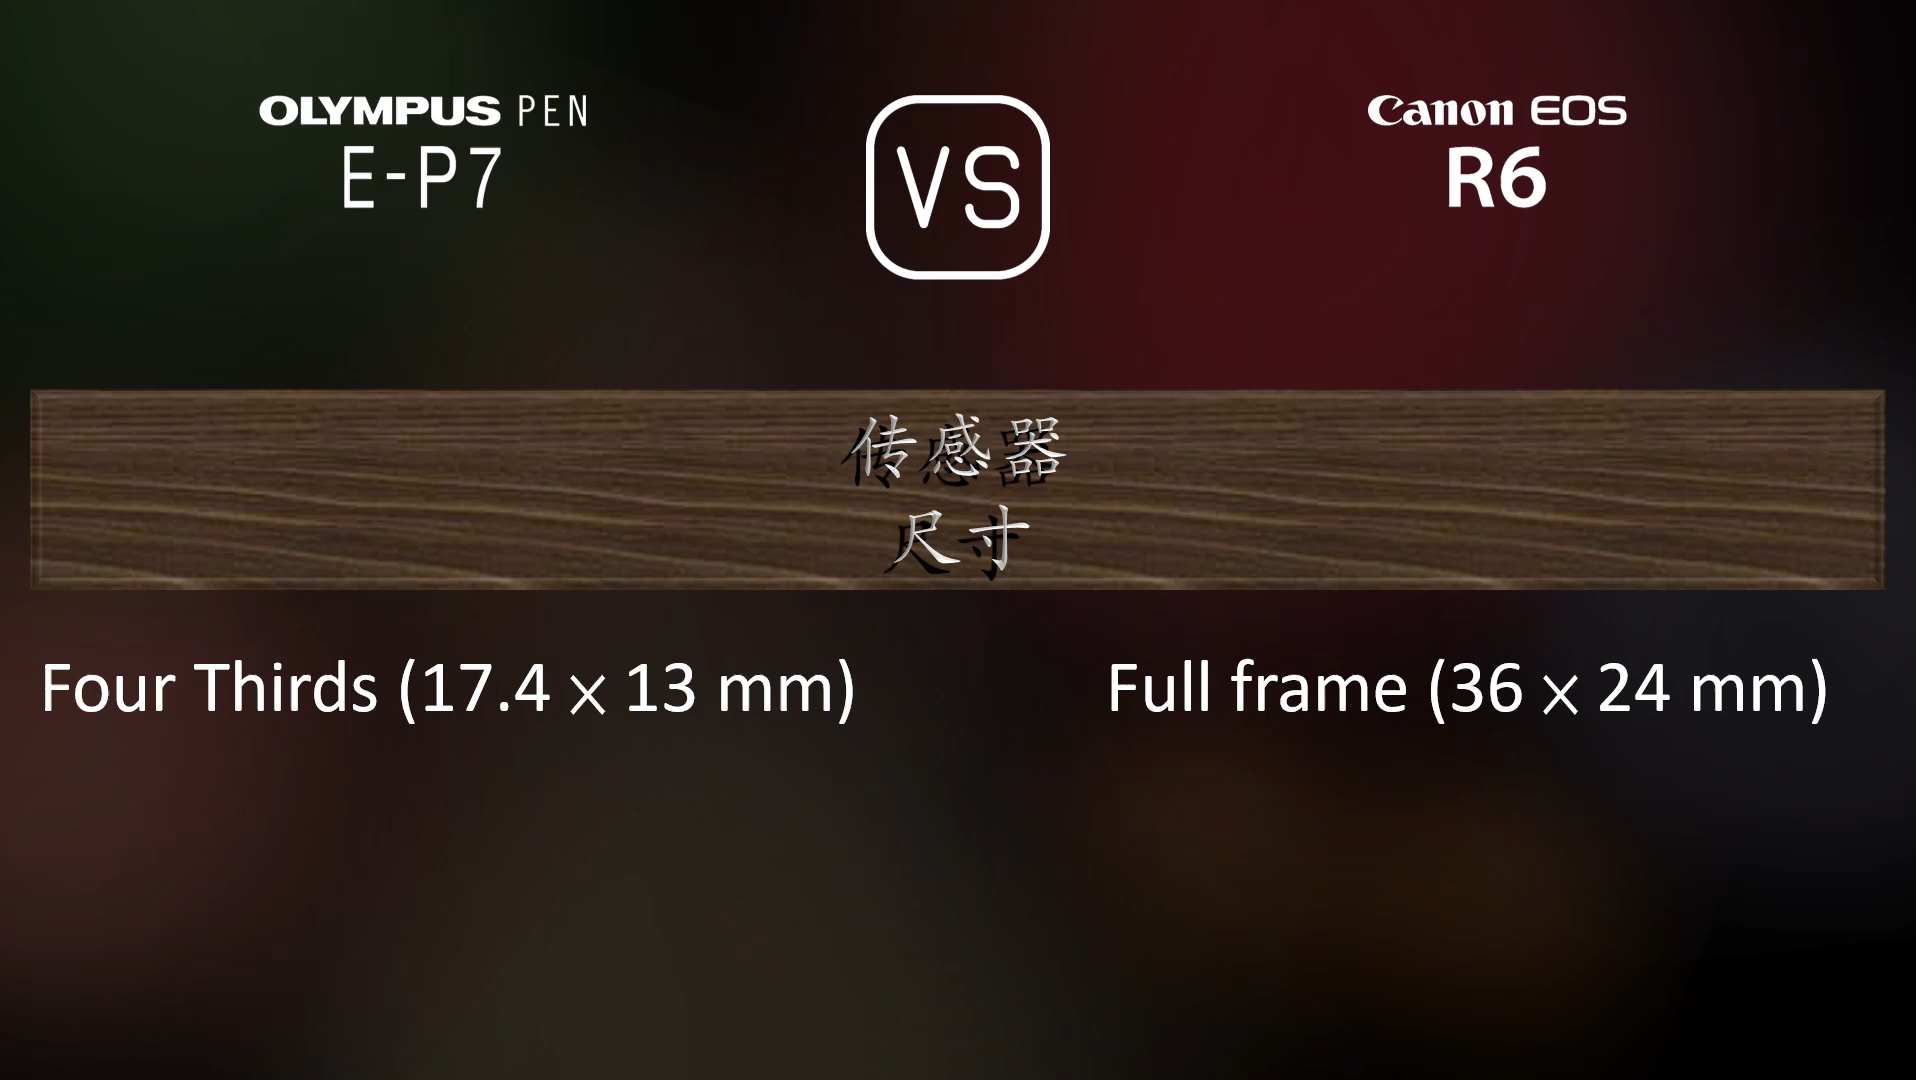 OLYMPUS PEN
E-P7
VS
Canon EOS
R6
传感器
尺寸
Four Thirds (17.4 x 13 mm)
Full frame (36 x 24 mm)